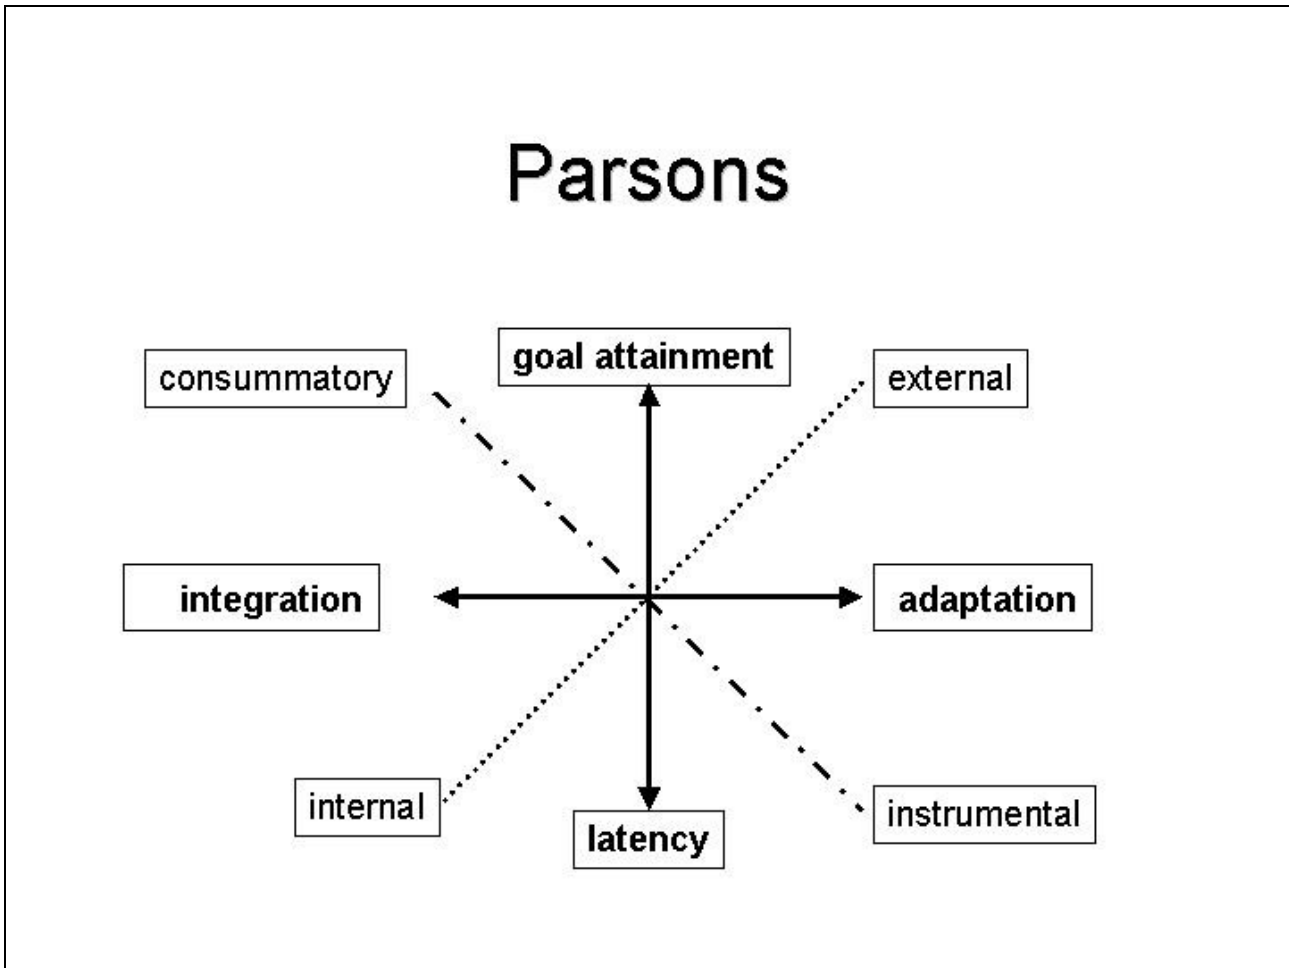 Parsons
goal attainment
consummatory
external
integration
adaptation
internal
instrumental
latency